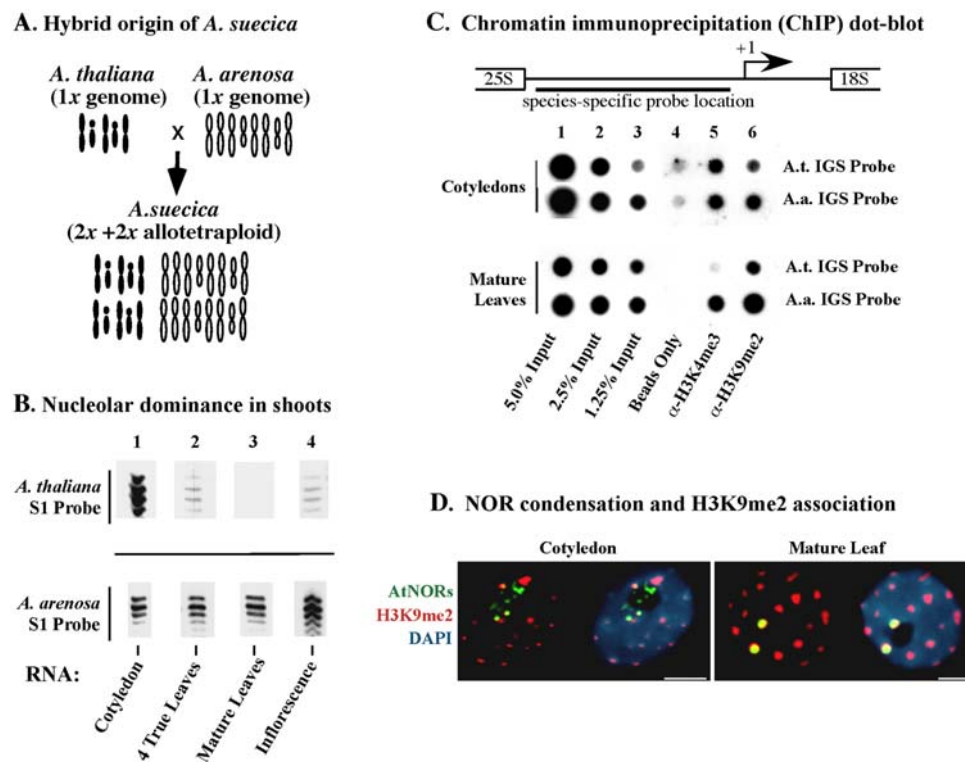 A. Hybrid origin of A. suecica
A. thaliana
(1x genome)
A. arenosa
(1x genome)
X
A.suecica
(2x +2x allotetraploid)
B. Nucleolar dominance in shoots
1 2 3 4
A. thaliana
S1 Probe
A. arenosa
S1 Probe
RNA:
Cotyledon
4 True Leaves
Mature Leaves
Inflorescence
C. Chromatin immunoprecipitation (ChIP) dot-blot
+1
25S 18S
species-specific probe location
1 2 3 4 5 6
Cotyledons
A.t. IGS Probe
A.a. IGS Probe
Mature
Leaves
A.t. IGS Probe
A.a. IGS Probe
5.0% Input
2.5% Input
1.25% Input
Beads Only
α-H3K4me3
α-H3K9me2
D. NOR condensation and H3K9me2 association
Cotyledon Mature Leaf
AtNORs
H3K9me2
DAPI